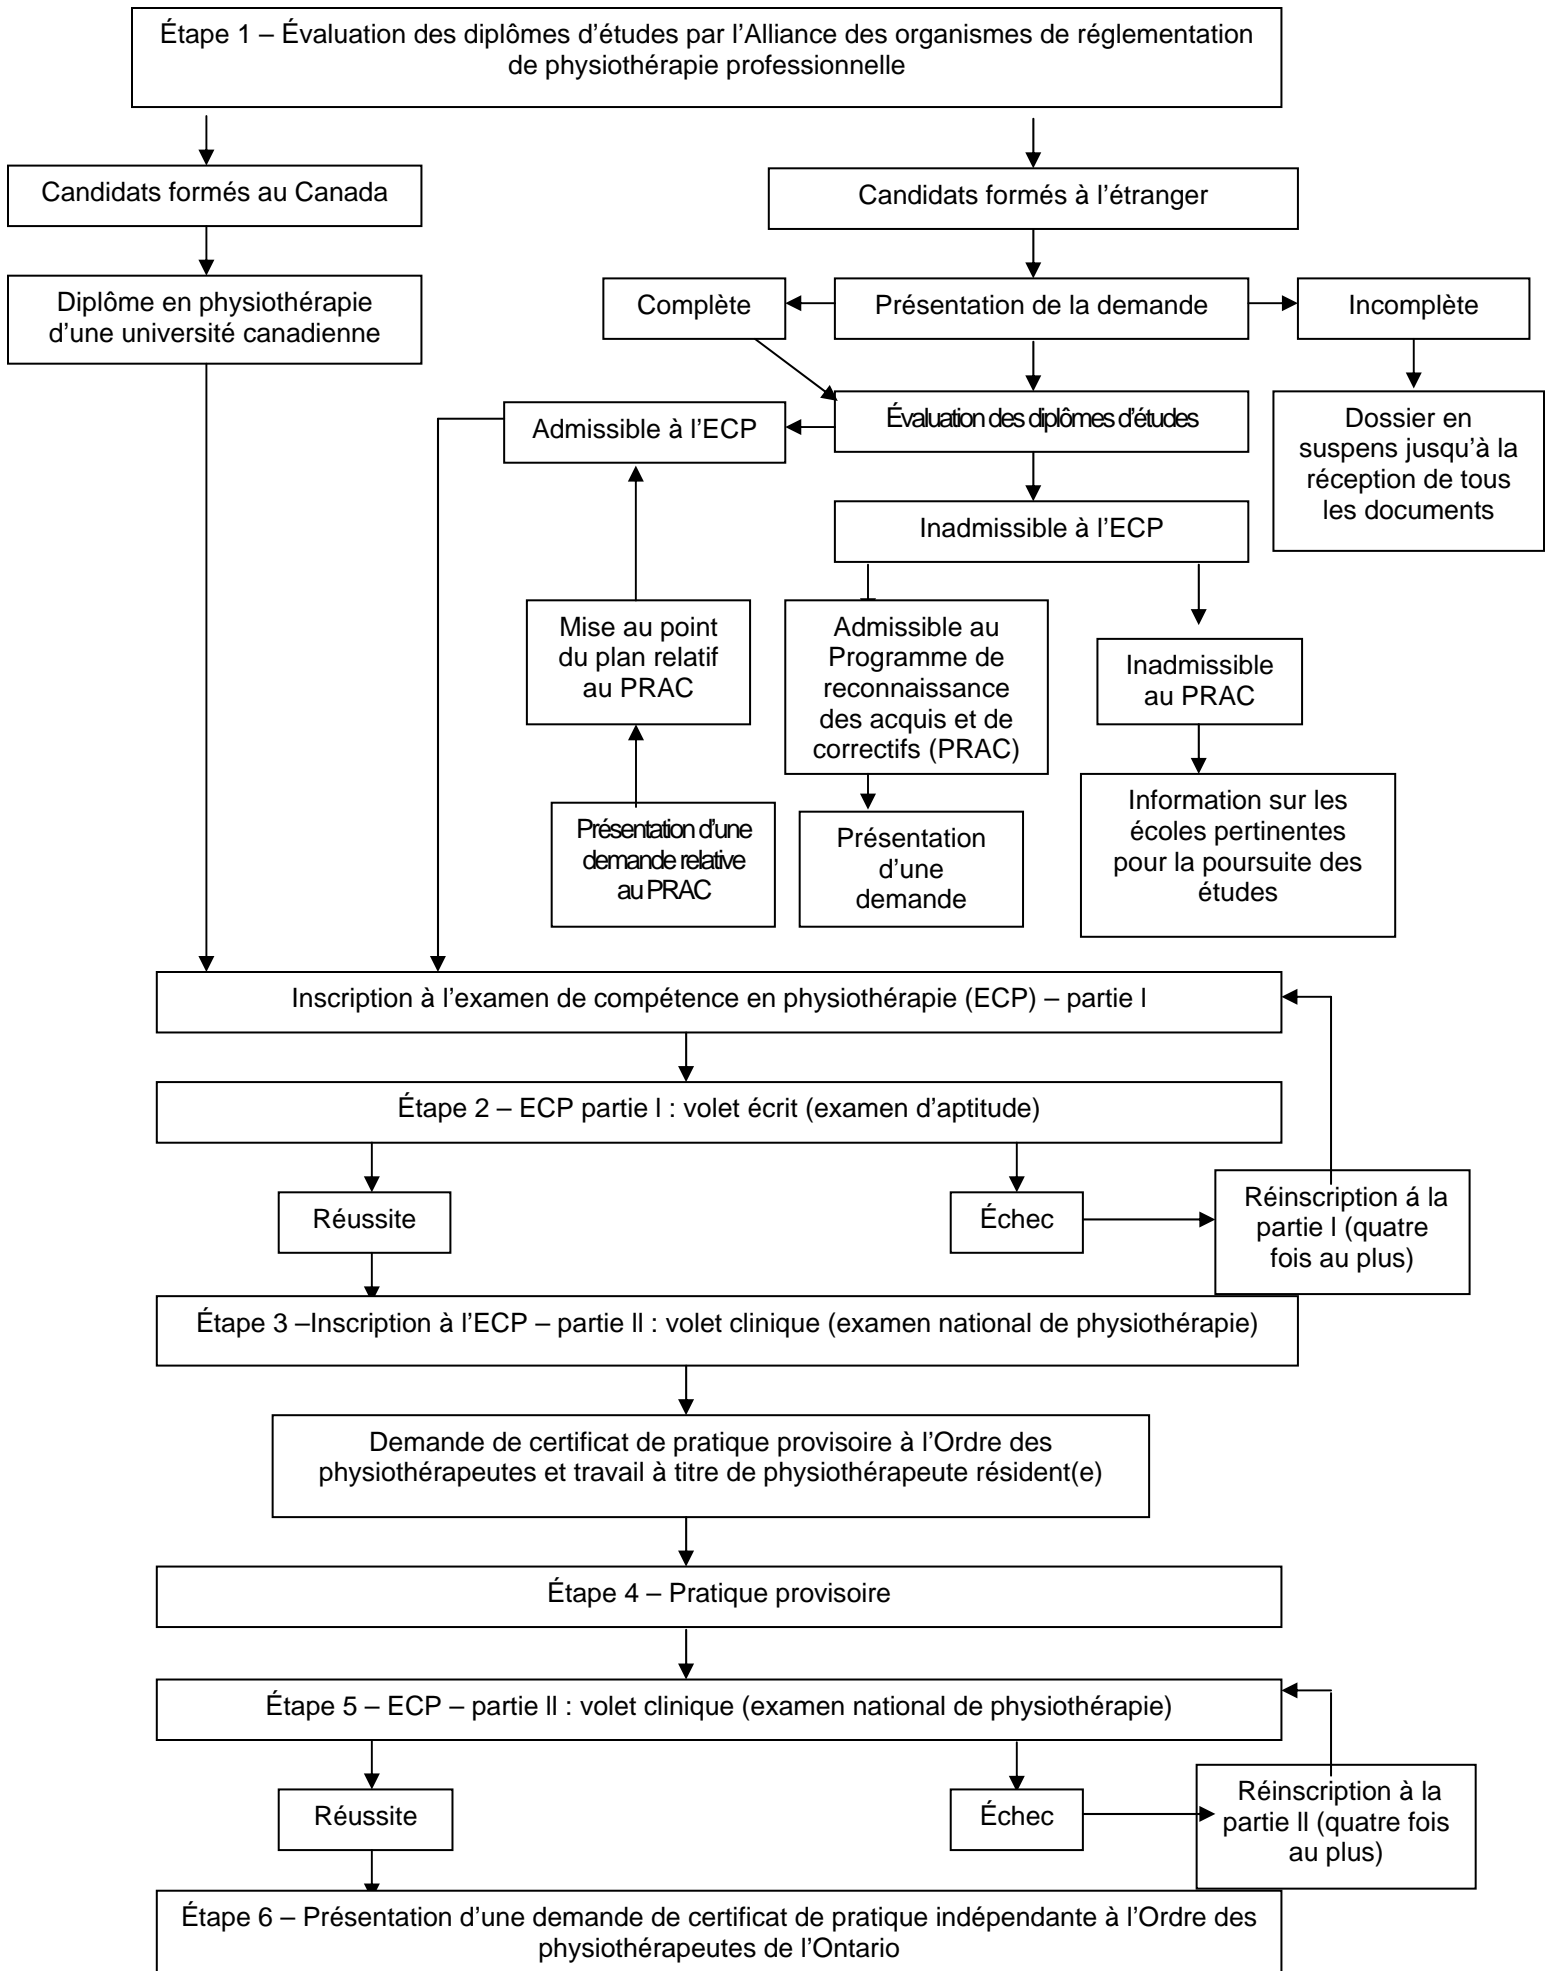 Étape 1 – Évaluation des diplômes d’études par l’Alliance des organismes de réglementation
de physiothérapie professionnelle
Candidats formés au Canada
Candidats formés à l’étranger
Diplôme en physiothérapie
d’une université canadienne
Complète
Présentation de la demande
Incomplète
Admissible à l’ECP
Évaluation des diplômes d’études
Dossier en
suspens jusqu’à la
réception de tous
les documents
Inadmissible à l’ECP
Mise au point
du plan relatif
au PRAC
Admissible au
Programme de
reconnaissance
des acquis et de
correctifs (PRAC)
Inadmissible
au PRAC
Présentation d’une
demande relative
au PRAC
Présentation
d’une
demande
Information sur les
écoles pertinentes
pour la poursuite des
études
Inscription à l’examen de compétence en physiothérapie (ECP) – partie l
Étape 2 – ECP partie l : volet écrit (examen d’aptitude)
Réussite
Échec
Réinscription á la
partie l (quatre
fois au plus)
Étape 3 –Inscription à l’ECP – partie ll : volet clinique (examen national de physiothérapie)
Demande de certificat de pratique provisoire à l’Ordre des
physiothérapeutes et travail à titre de physiothérapeute résident(e)
Étape 4 – Pratique provisoire
Étape 5 – ECP – partie ll : volet clinique (examen national de physiothérapie)
Réussite
Échec
Réinscription á la
partie ll (quatre fois
au plus)
Étape 6 – Présentation d’une demande de certificat de pratique indépendante à l’Ordre des
physiothérapeutes de l’Ontario